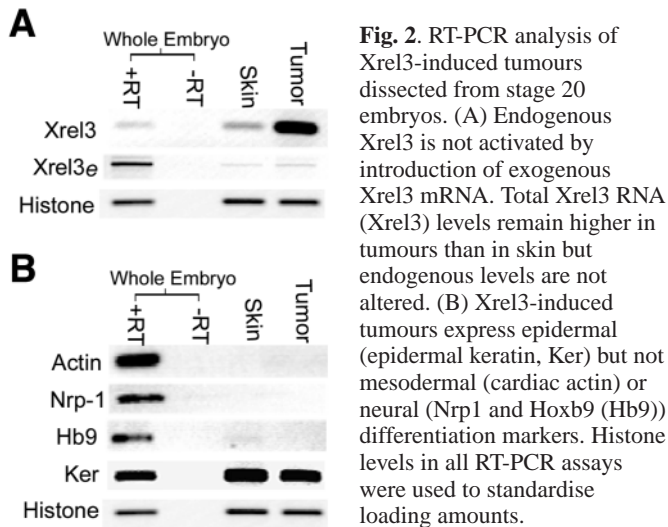 A
Whole Embryo
+RT
-RT
Skin
Tumor
Xrel3
Xrel3e
Histone
B
Whole Embryo
+RT
-RT
Skin
Tumor
Actin
Nrp-1
Hb9
Ker
Histone
Fig. 2. RT-PCR analysis of
Xrel3-induced tumours
dissected from stage 20
embryos. (A) Endogenous
Xrel3 is not activated by
introduction of exogenous
Xrel3 mRNA. Total Xrel3 RNA
(Xrel3) levels remain higher in
tumours than in skin but
endogenous levels are not
altered. (B) Xrel3-induced
tumours express epidermal
(epidermal keratin, Ker) but not
mesodermal (cardiac actin) or
neural (Nrp1 and Hoxb9 (Hb9))
differentiation markers. Histone
levels in all RT-PCR assays
were used to standardise
loading amounts.